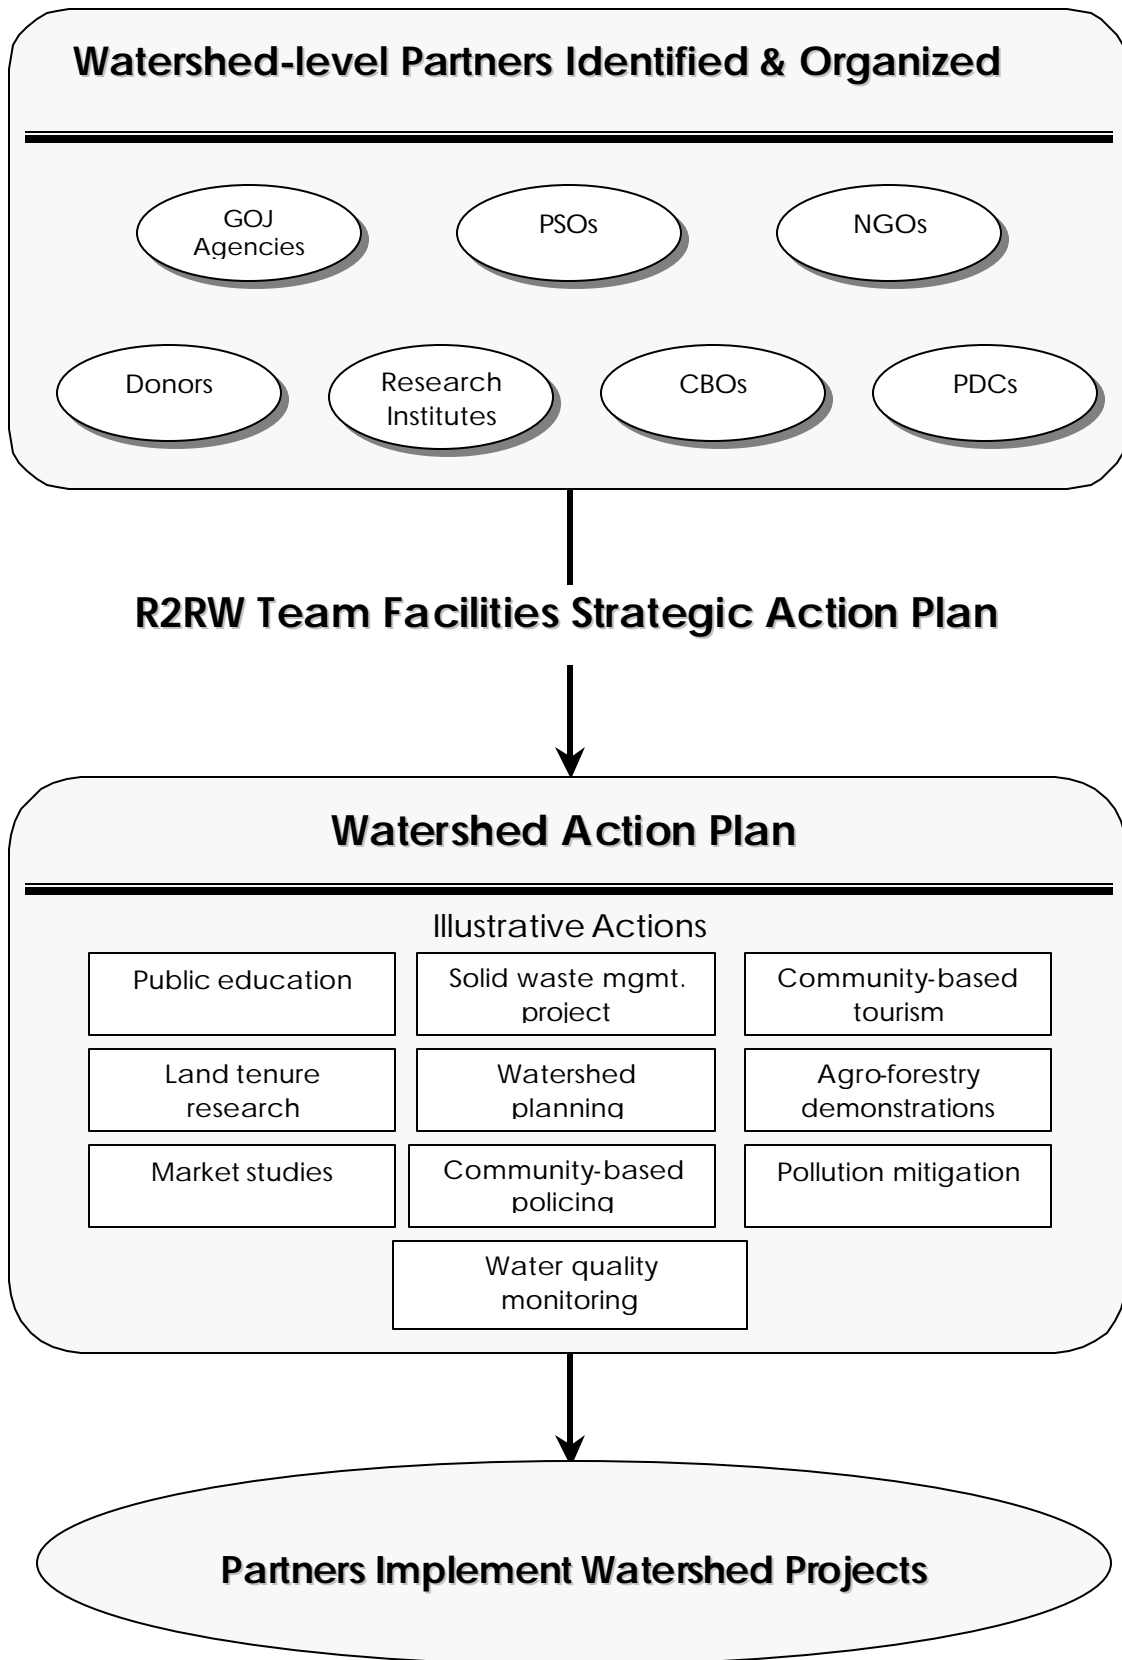 Watershed-level Partners Identified & Organized
GOJ
Agencies
PSOs
NGOs
Donors
Research
Institutes
CBOs
PDCs
R2RW Team Facilities Strategic Action Plan
Watershed Action Plan
Illustrative Actions
Public education
Solid waste mgmt.
project
Community-based
tourism
Land tenure
research
Watershed
planning
Agro-forestry
demonstrations
Market studies
Community-based
policing
Pollution mitigation
Water quality
monitoring
Partners Implement Watershed Projects